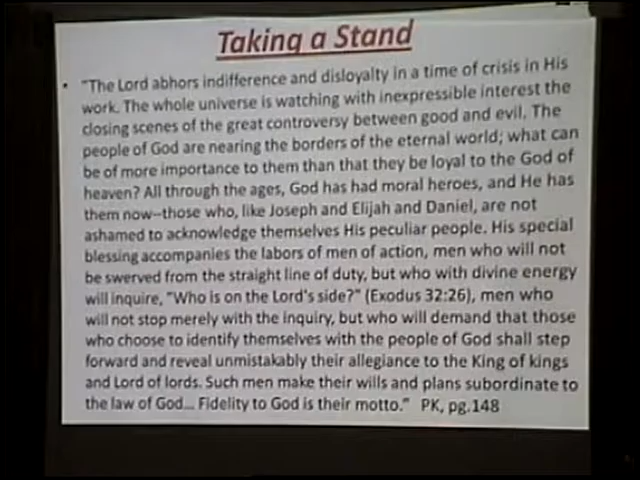 Taking a Stand
• "The Lord abhors indifference and disloyalty in a time of crisis in His
work. The whole universe is watching with inexpressible interest the
closing scenes of the great controversy between good and evil. The
people of God are nearing the borders of the eternal world; what can
be of more importance to them than that they be loyal to the God of
heaven? All through the ages, God has had moral heroes, and He has
them now--those who, like Joseph and Elijah and Daniel, are not
ashamed to acknowledge themselves His peculiar people. His special
blessing accompanies the labors of men of action, men who will not
be swerved from the straight line of duty, but who with divine energy
will inquire, "Who is on the Lord's side?" (Exodus 32:26), men who
will not stop merely with the inquiry, but who will demand that those
who choose to identify themselves with the people of God shall step
forward and reveal unmistakably their allegiance to the King of kings
and Lord of lords. Such men make their wills and plans subordinate to
the law of God... Fidelity to God is their motto." PK, pg.148